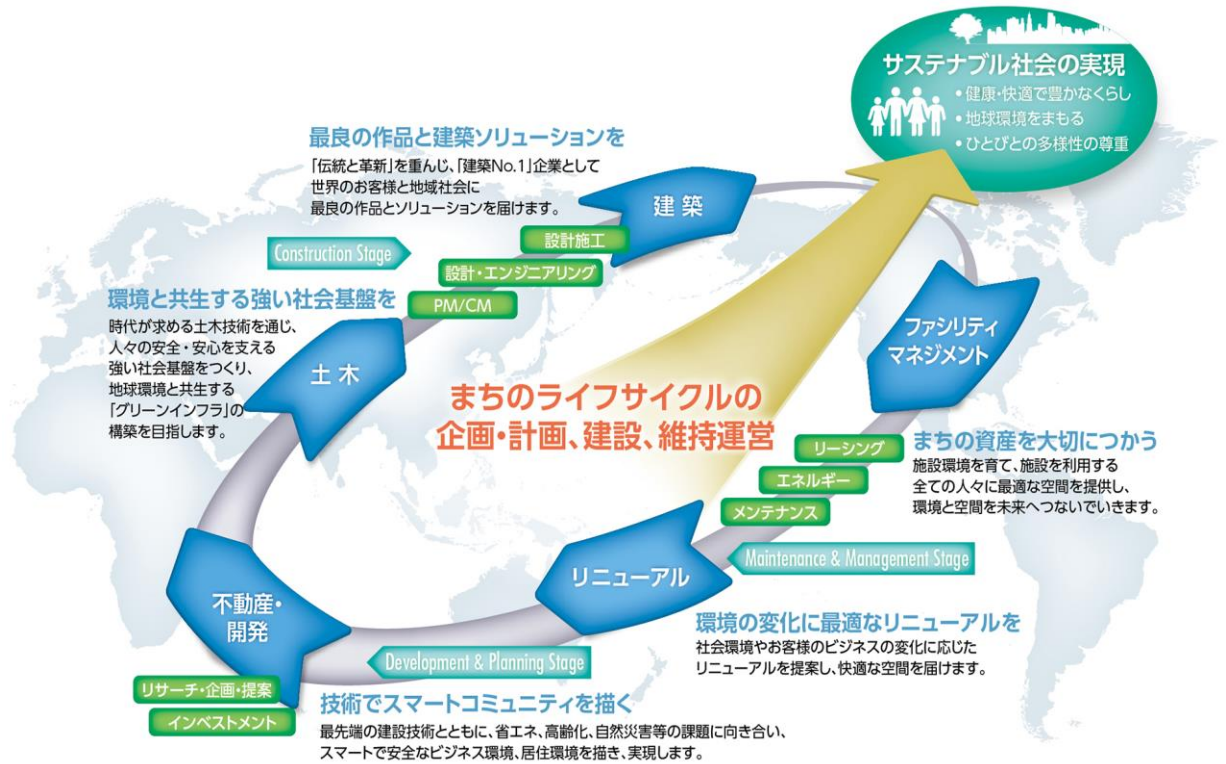 サステナブル社会の実現
• 健康・快適で豊かなくらし
• 地球環境をまもる
• ひとびとの多様性の尊重
最良の作品と建築ソリューションを
「伝統と革新」を重んじ、「建築No.1」企業として
世界のお客様と地域社会に
最良の作品とソリューションを届けます。
建築
Construction Stage
設計施工
設計・エンジニアリング
PM/CM
環境と共生する強い社会基盤を
時代が求める土木技術を通じ、
人々の安全・安心を支える
強い社会基盤をつくり、
地球環境と共生する
「グリーンインフラ」の
構築を目指します。
土木
ファシリティ
マネジメント
まちのライフサイクルの
企画・計画、建設、維持運営
リーシング
エネルギー
メンテナンス
まちの資産を大切につかう
施設環境を育て、施設を利用する
全ての人々に最適な空間を提供し、
環境と空間を未来へつないでいきます。
Maintenance & Management Stage
リニューアル
環境の変化に最適なリニューアルを
社会環境やお客様のビジネスの変化に応じた
リニューアルを提案し、快適な空間を届けます。
不動産・
開発
Development & Planning Stage
リサーチ・企画・提案
インベストメント
技術でスマートコミュニティを描く
最先端の建設技術とともに、省エネ、高齢化、自然災害等の課題に向き合い、
スマートで安全なビジネス環境、居住環境を描き、実現します。